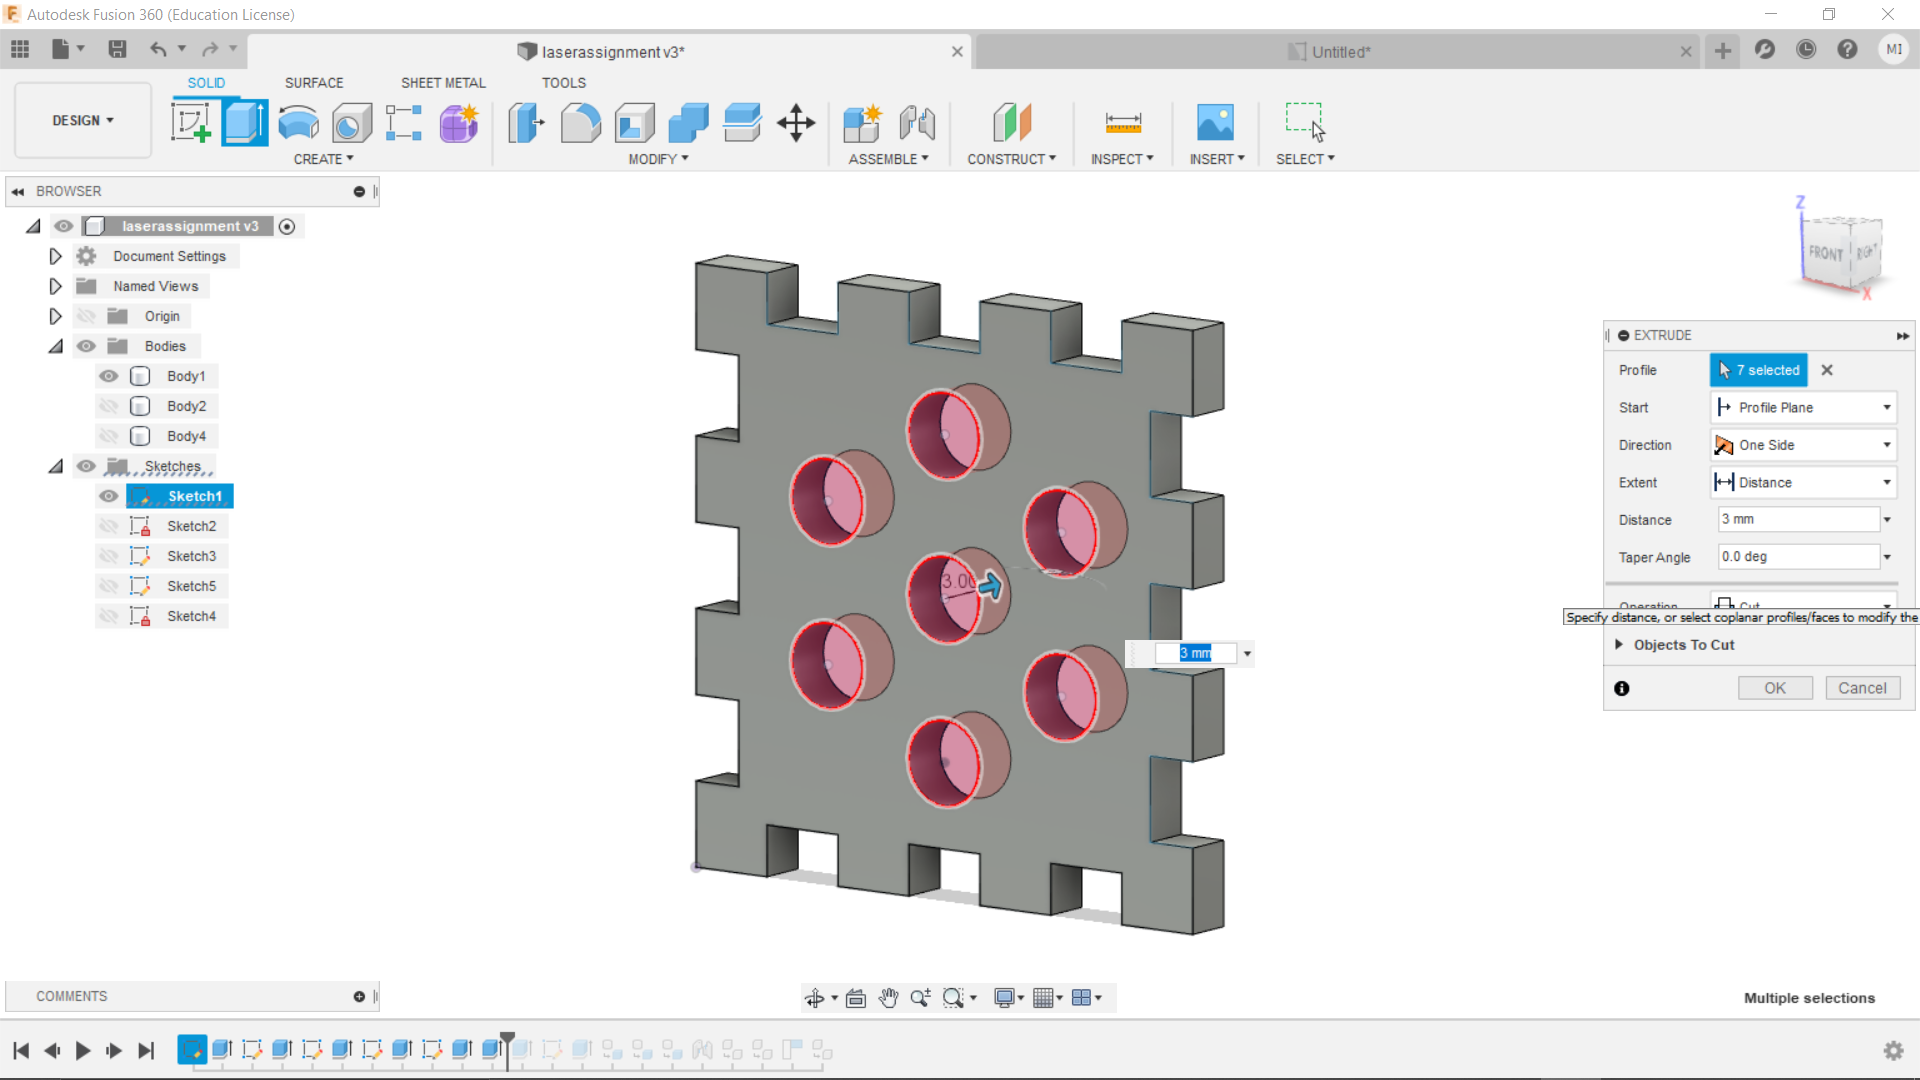 Autodesk Fusion 360 (Education License)
laserassignment v3*
Untitled*
MI
SOLID
SURFACE
SHEET METAL
TOOLS
DESIGN
CREATE
MODIFY
ASSEMBLE
CONSTRUCT
INSPECT
INSERT
SELECT
BROWSER
laserassignment v3
Document Settings
Named Views
Origin
Bodies
Body1
Body2
Body4
Sketches
Sketch1
Sketch2
Sketch3
Sketch5
Sketch4
Z
FRONT
RIGHT
X
3.00
3 mm
EXTRUDE
Profile
7 selected
Start
Profile Plane
Direction
One Side
Extent
Distance
Distance
3 mm
Taper Angle
0.0 deg
Operation
Cut
Specify distance, or select coplanar profiles/faces to modify the
Objects To Cut
OK
Cancel
COMMENTS
Multiple selections